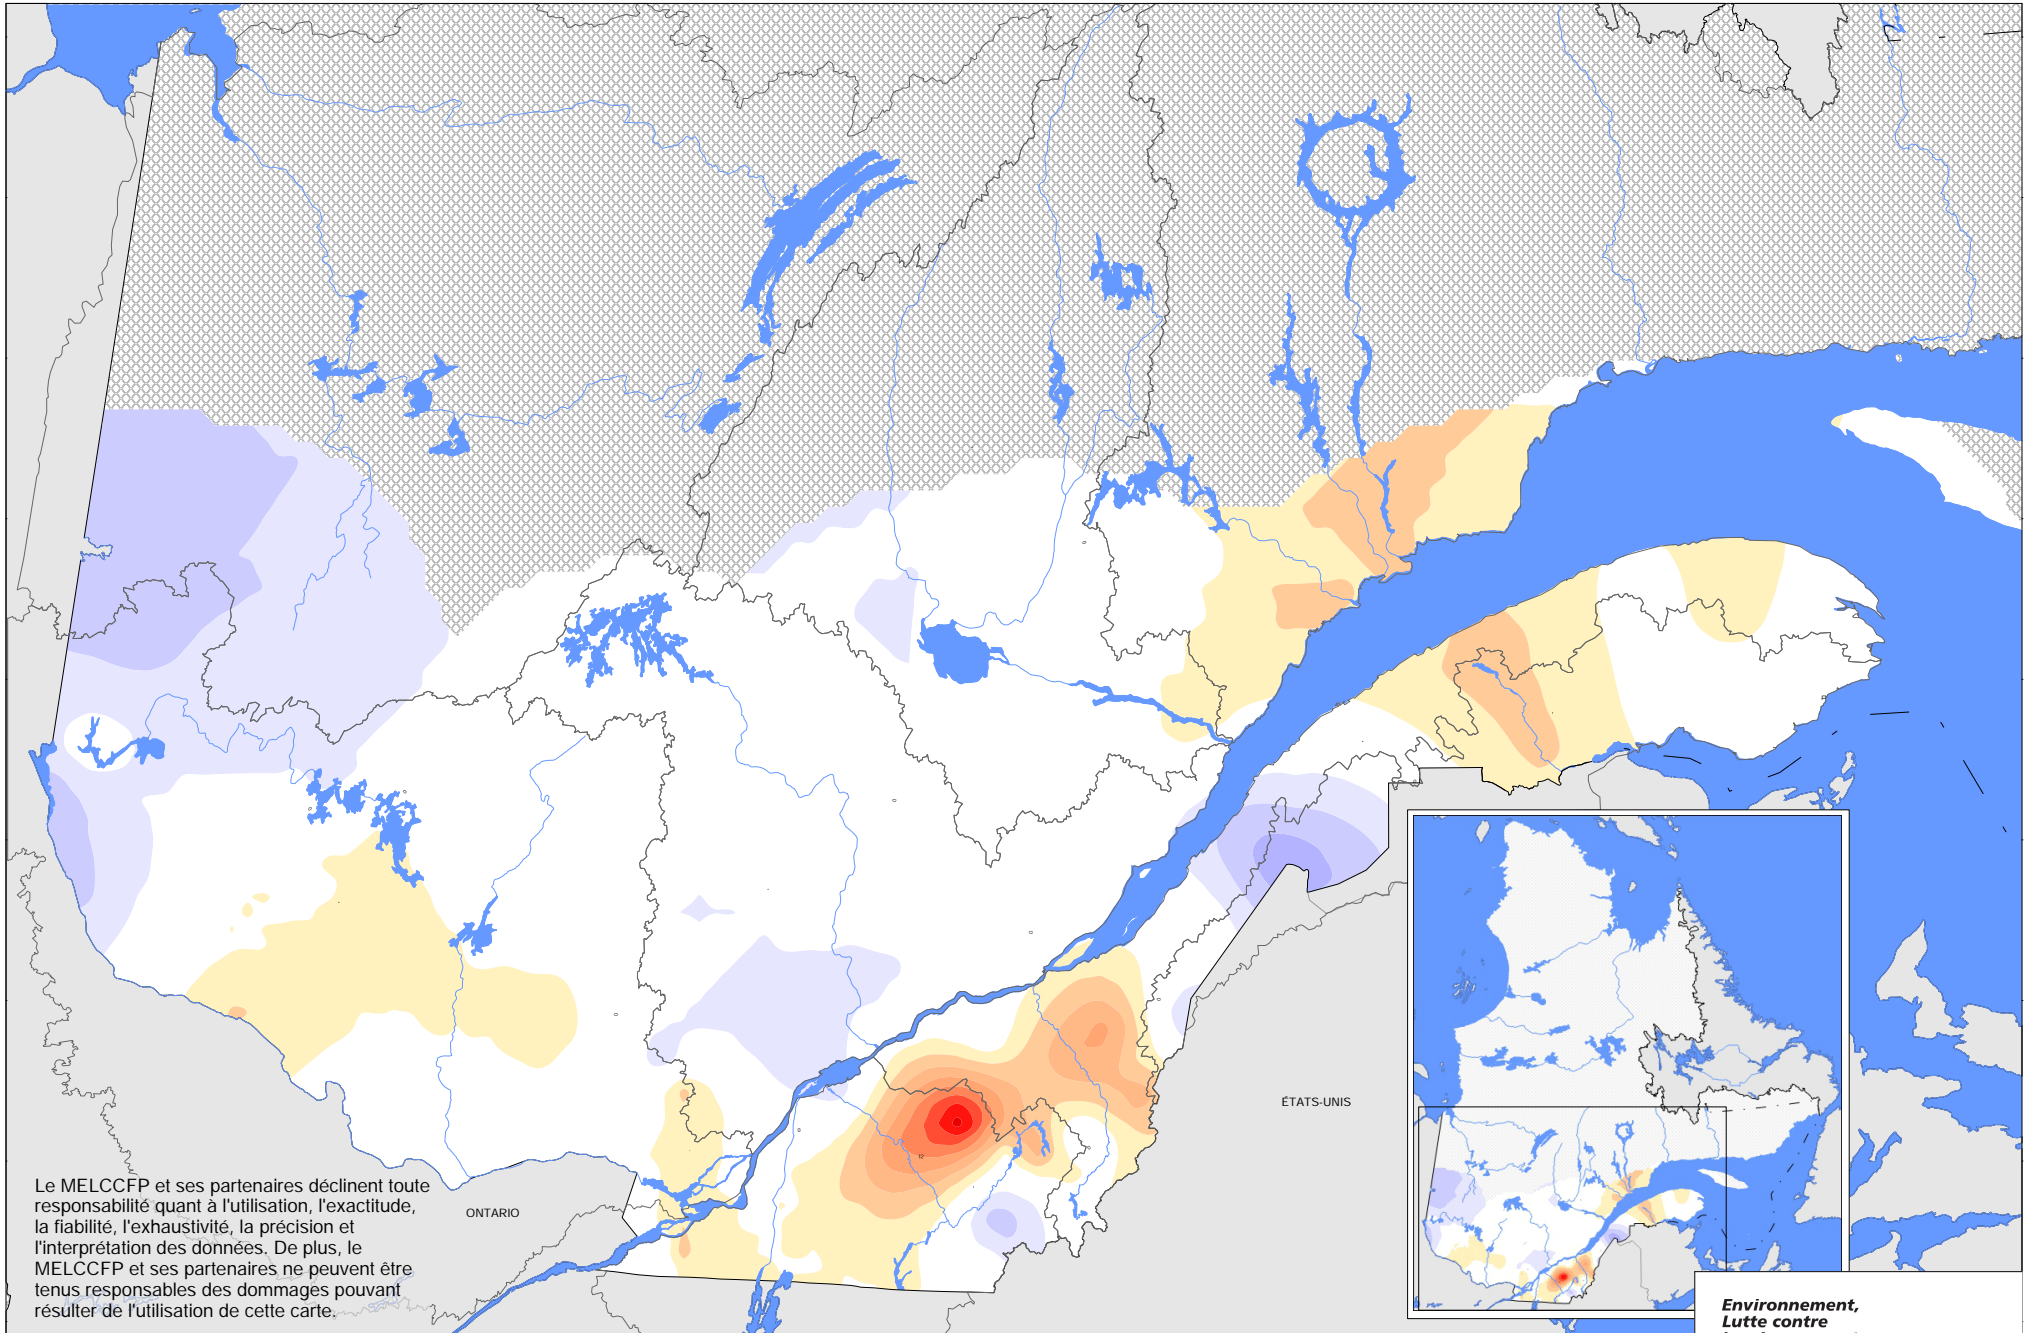 ÉTATS-UNIS
Le MELCCFP et ses partenaires déclinent toute
responsabilité quant à l'utilisation, l'exactitude,
la fiabilité, l'exhaustivité, la précision et
l'interprétation des données. De plus, le
MELCCFP et ses partenaires ne peuvent être
tenus responsables des dommages pouvant
résulter de l'utilisation de cette carte.
ONTARIO
Environnement,
Lutte contre